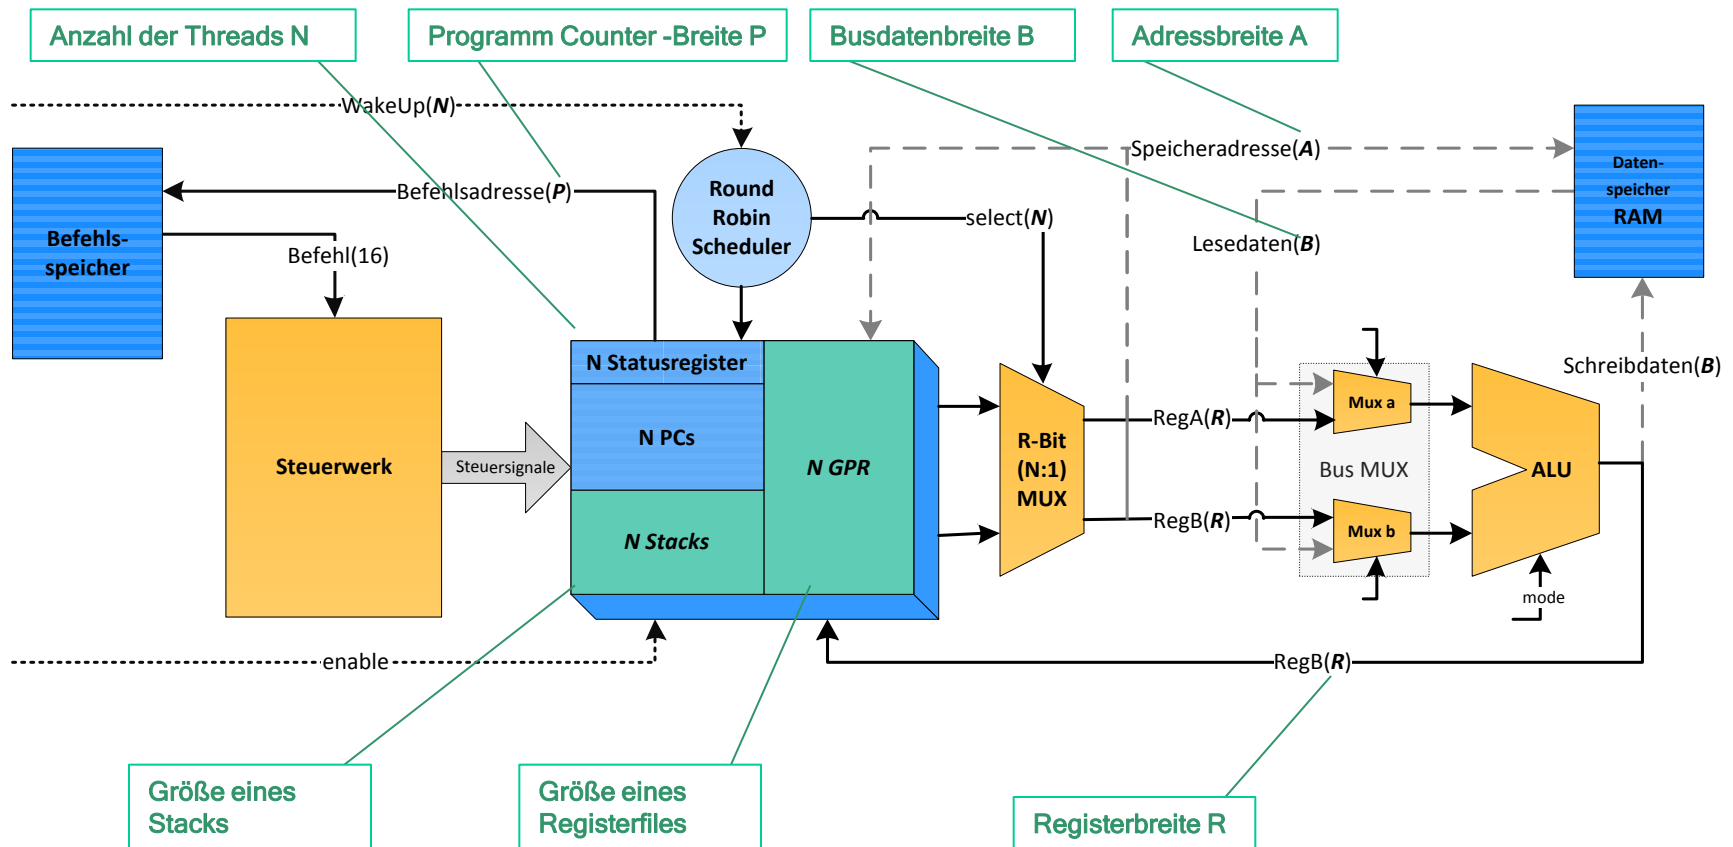 Anzahl der Threads N
Programm Counter -Breite P
Busdatenbreite B
Adressbreite A
WakeUp(N)
Speicheradresse(A)
Befehlsadresse(P)
Round
Robin
Scheduler
select(N)
Daten-
speicher
RAM
Befehls-
speicher
Befehl(16)
Lesedaten(B)
N Statusregister
N PCs
N GPR
N Stacks
Steuerwerk
Steuersignale
R-Bit
(N:1)
MUX
RegA(R)
RegB(R)
Mux a
Bus MUX
Mux b
ALU
Schreibdaten(B)
mode
enable
RegB(R)
Größe eines
Stacks
Größe eines
Registerfiles
Registerbreite R